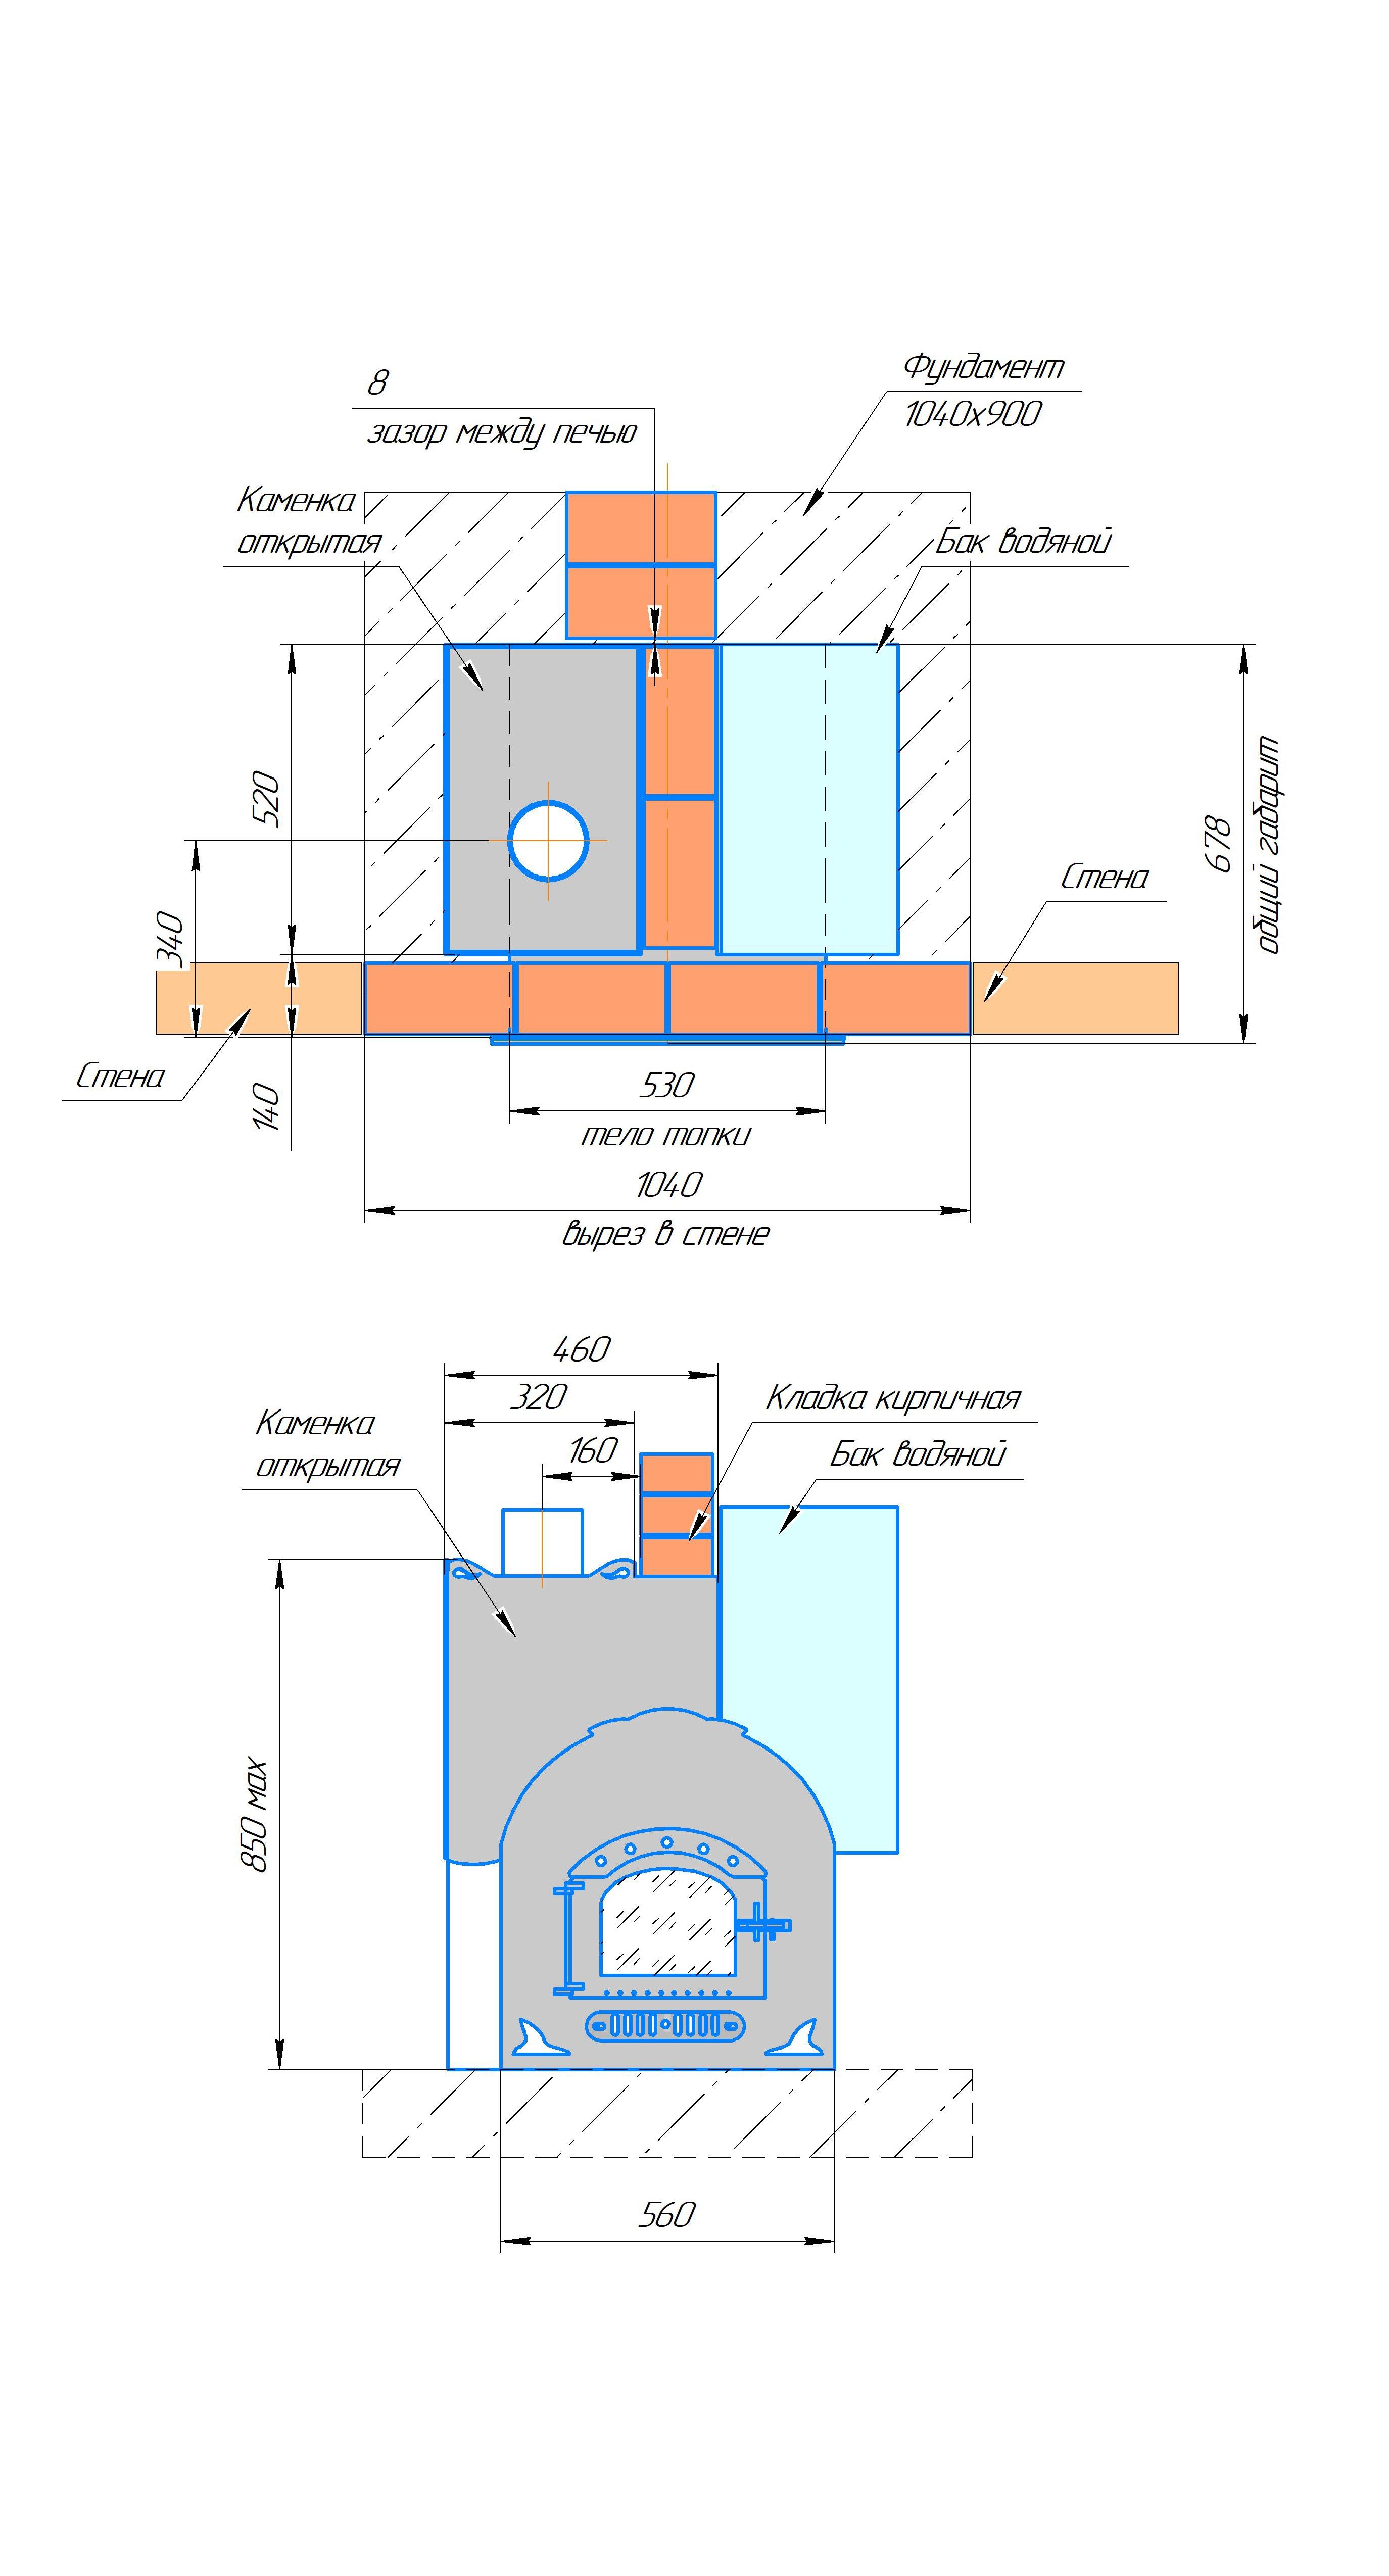 8
зазор между печью
Фундамент
1040х900
Каменка
открытая
Бак водяной
520
340
140
678
общий габарит
Стена
Стена
530
тело топки
1040
вырез в стене
460
320
160
Каменка
открытая
Кладка кирпичная
Бак водяной
850 мах
560